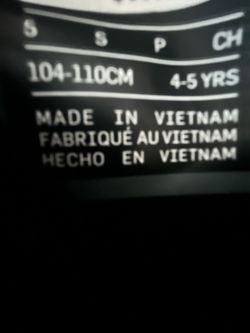 S S P CH
104-110CM 4-5 YRS
MADE IN VIETNAM
FABRIQUÉ AU VIETNAM
HECHO EN VIETNAM